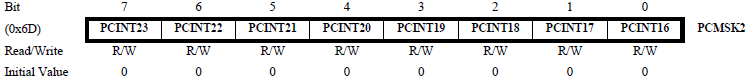 Bit 7 6 5 4 3 2 1 0
(0x6D) PCINT23 PCINT22 PCINT21 PCINT20 PCINT19 PCINT18 PCINT17 PCINT16 PCMSK2
Read/Write R/W R/W R/W R/W R/W R/W R/W R/W
Initial Value 0 0 0 0 0 0 0 0